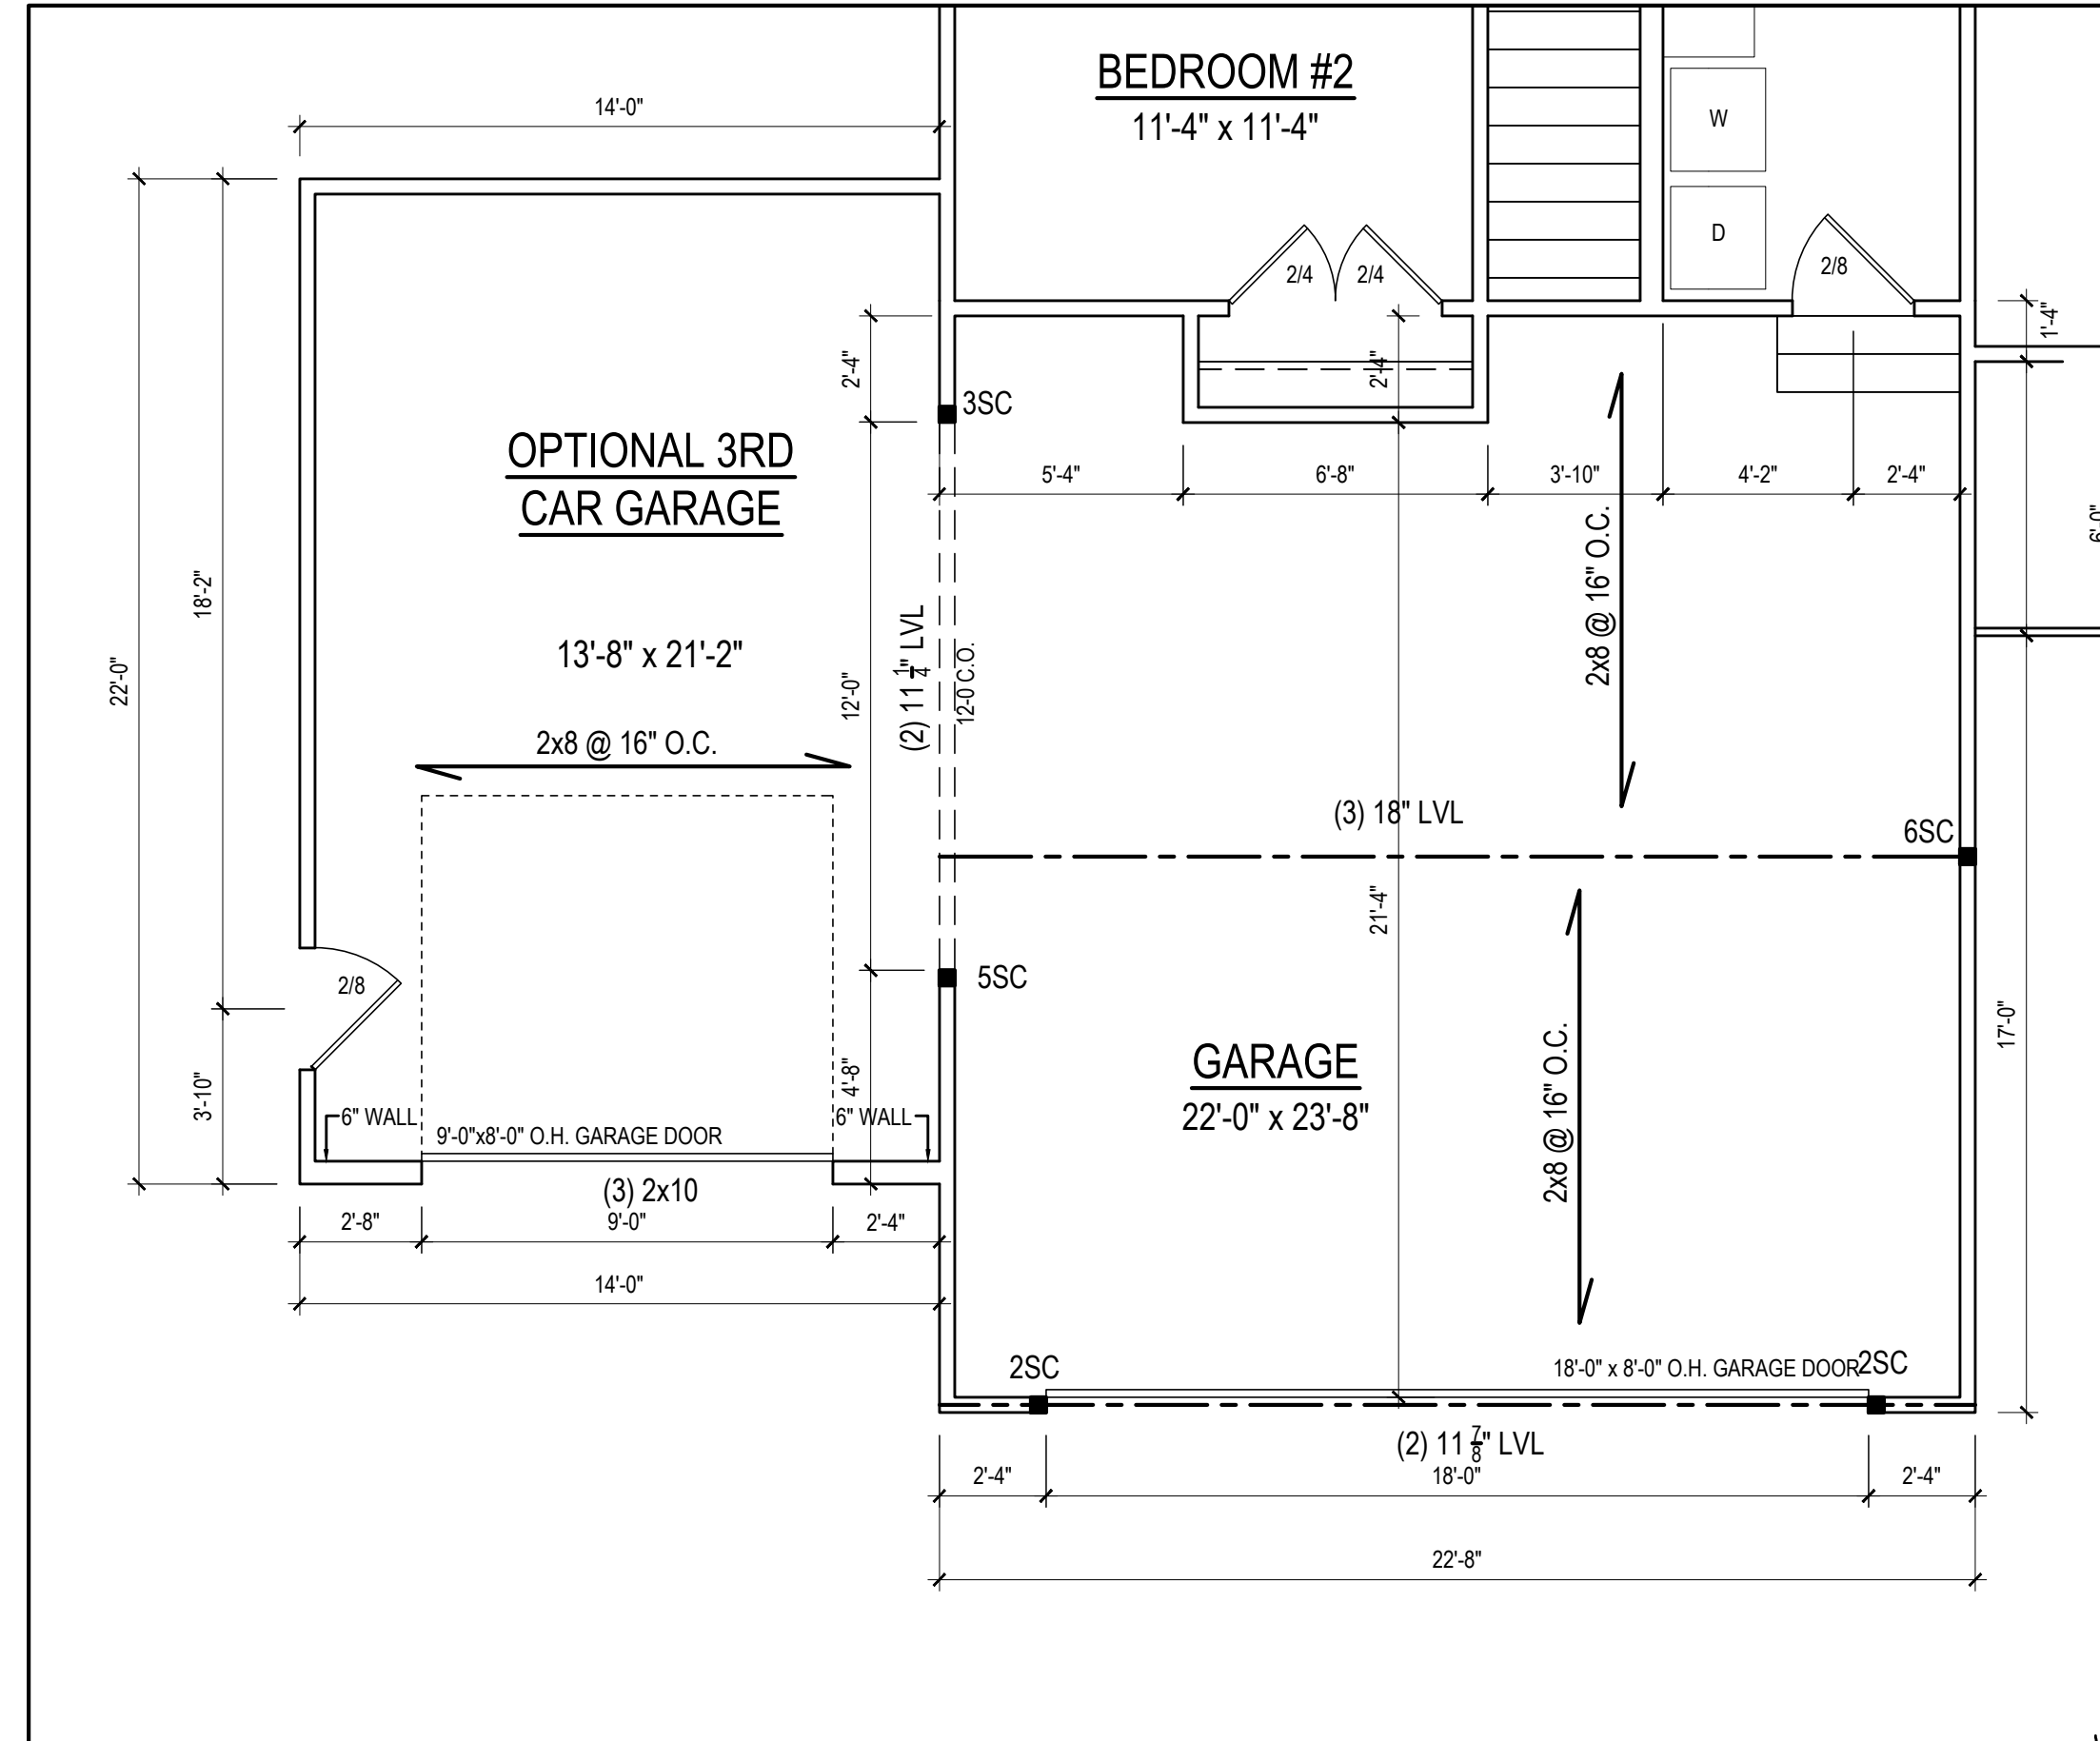 BEDROOM #2
11'-4" x 11'-4"
14'-0"
W
D
2/4
2/4
2/8
1'-4"
2'-4"
2'-4"
3SC
OPTIONAL 3RD
CAR GARAGE
5'-4"
6'-8"
3'-10"
4'-2"
2'-4"
6'-0"
2x8 @ 16" O.C.
18'-2"
22'-0"
13'-8" x 21'-2"
12'-0"
(2) 11 1/4" LVL
12-0 C.O.
2x8 @ 16" O.C.
(3) 18" LVL
6SC
21'-4"
2/8
5SC
17'-0"
GARAGE
22'-0" x 23'-8"
2x8 @ 16" O.C.
3'-10"
4'-8"
6" WALL
6" WALL
9'-0"x8'-0" O.H. GARAGE DOOR
(3) 2x10
2'-8"
9'-0"
2'-4"
14'-0"
2SC
18'-0" x 8'-0" O.H. GARAGE DOOR
2SC
(2) 11 7/8" LVL
2'-4"
18'-0"
2'-4"
22'-8"